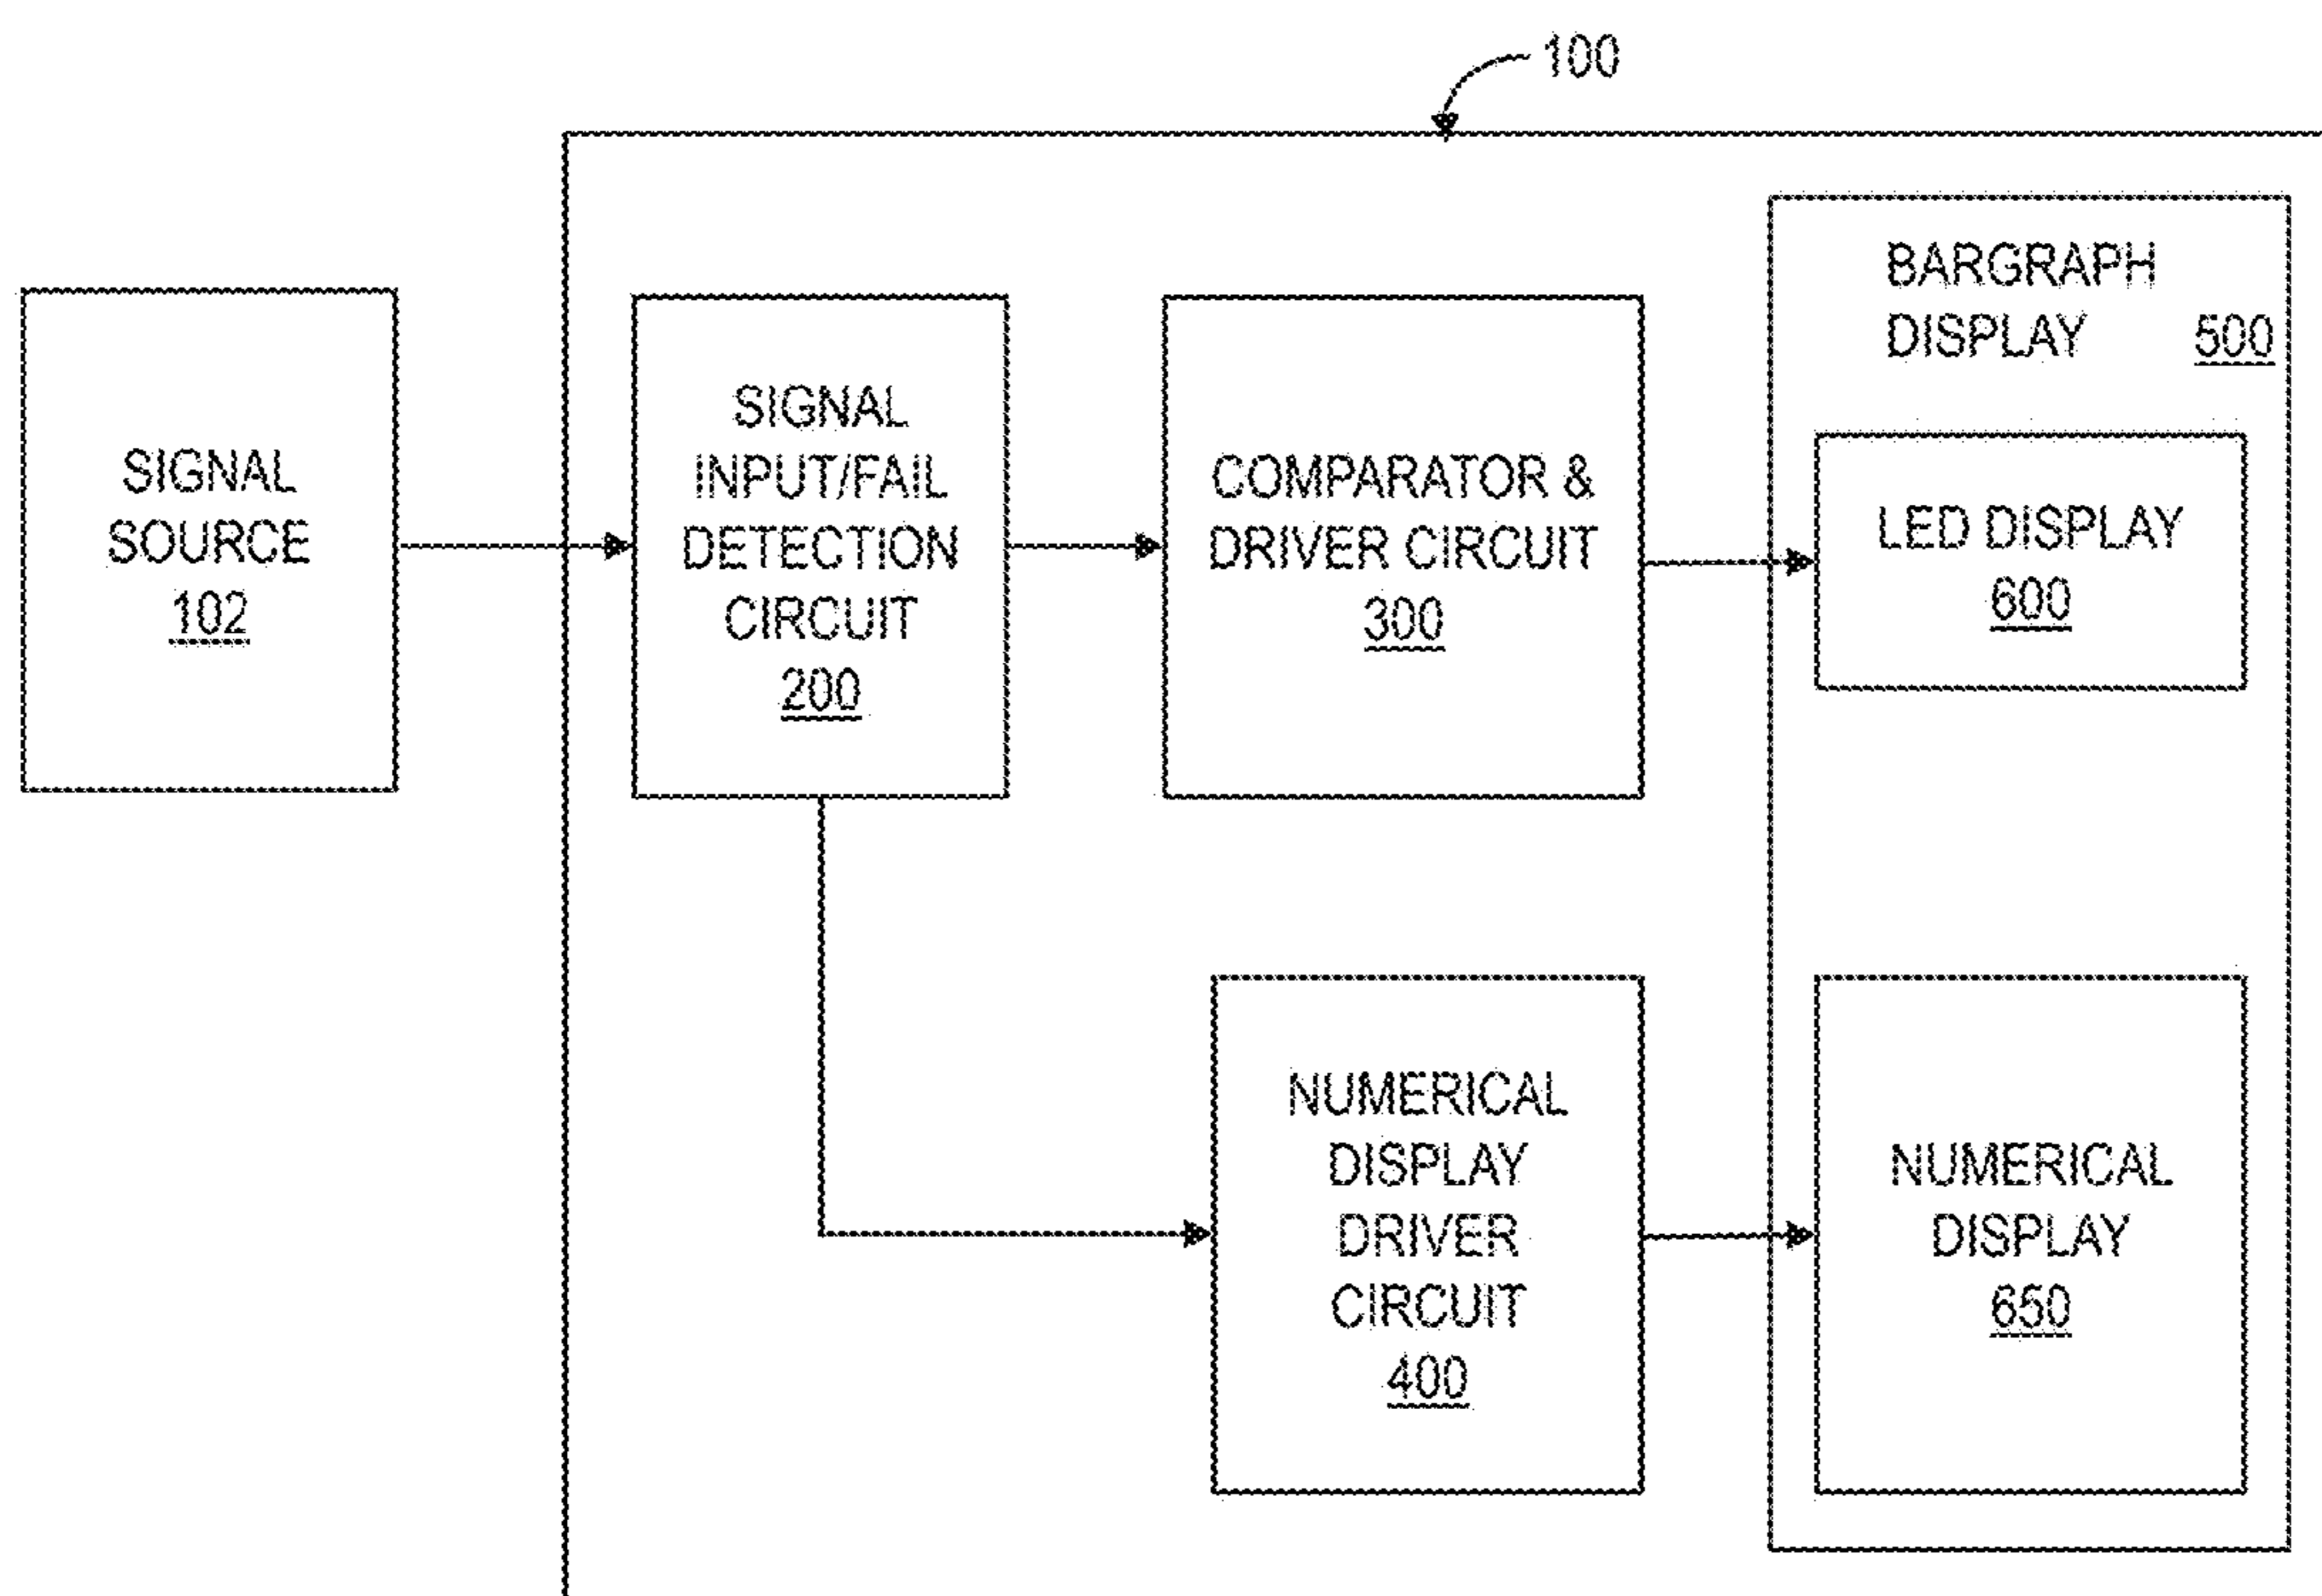 100
SIGNAL
SOURCE
102
SIGNAL
INPUT/FAIL
DETECTION
CIRCUIT
200
COMPARATOR &
DRIVER CIRCUIT
300
BARGRAPH
DISPLAY 500
LED DISPLAY
600
NUMERICAL
DISPLAY
DRIVER
CIRCUIT
400
NUMERICAL
DISPLAY
650